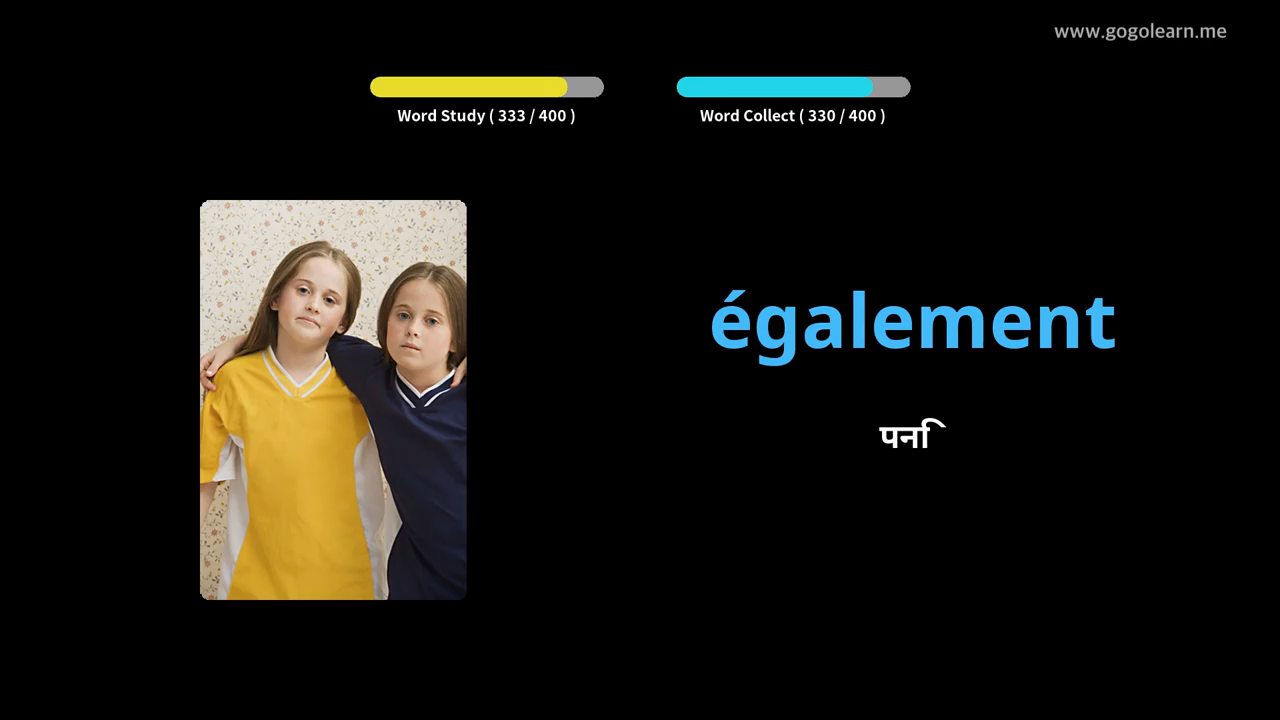 www.gogolearn.me
Word Study ( 333 / 400 )
Word Collect ( 330 / 400 )
également
पनि